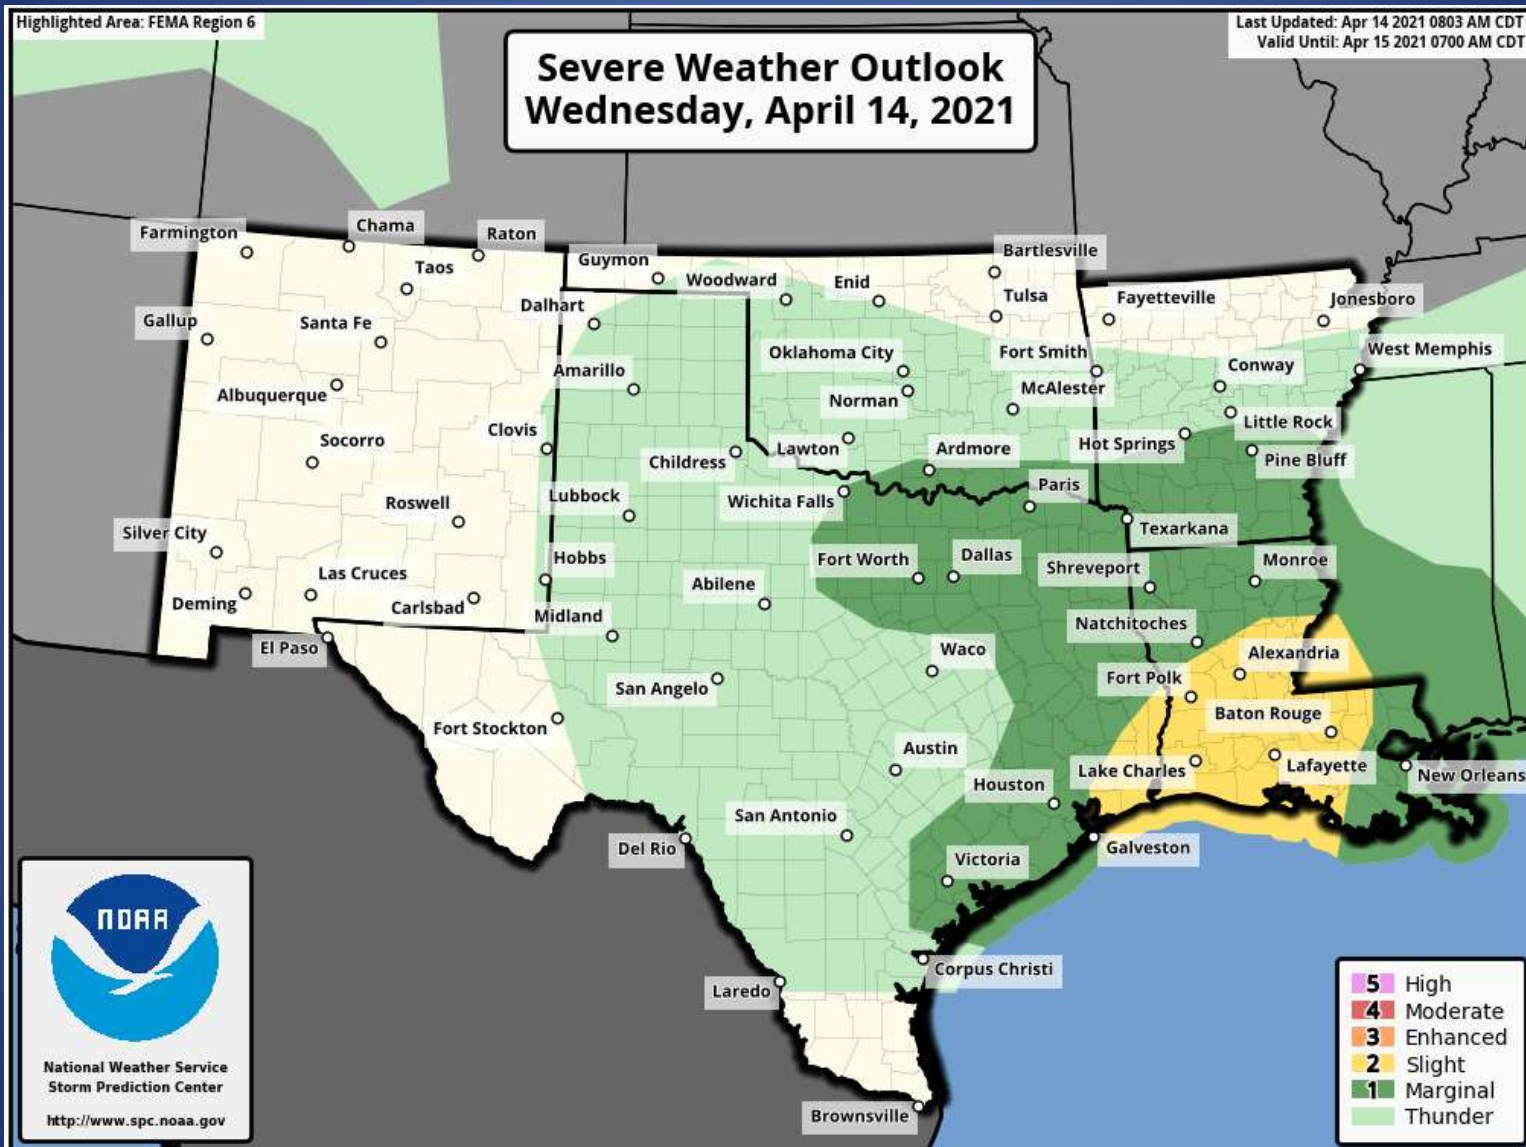 Highlighted Area: FEMA Region 6
Last Updated: Apr 14 2021 0803 AM CDT
Valid Until: Apr 15 2021 0700 AM CDT
Severe Weather Outlook
Wednesday, April 14, 2021
Farmington
Chama
Raton
Taos
Guymon
Woodward
Enid
Bartlesville
Tulsa
Fayetteville
Jonesboro
Dalhart
Gallup
Santa Fe
Oklahoma City
Fort Smith
Conway
West Memphis
Amarillo
Albuquerque
Norman
McAlester
Little Rock
Clovis
Socorro
Childress
Lawton
Ardmore
Hot Springs
Pine Bluff
Lubbock
Roswell
Wichita Falls
Paris
Texarkana
Silver City
Hobbs
Fort Worth
Dallas
Shreveport
Monroe
Las Cruces
Abilene
Deming
Carlsbad
Midland
Natchitoches
El Paso
Waco
Alexandria
San Angelo
Fort Polk
Fort Stockton
Baton Rouge
Austin
Lake Charles
Lafayette
New Orleans
Houston
San Antonio
Del Rio
Victoria
Galveston
Corpus Christi
Laredo
Brownsville
NOAA
National Weather Service
Storm Prediction Center
http://www.spc.noaa.gov
5 High
4 Moderate
3 Enhanced
2 Slight
1 Marginal
Thunder